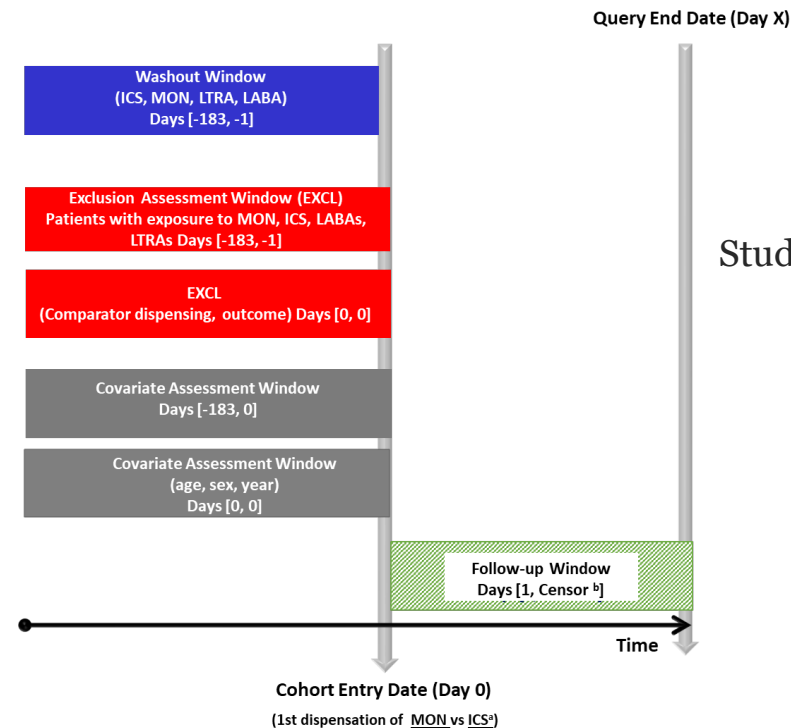 Query End Date (Day X)
Washout Window
(ICS, MON, LTRA, LABA)
Days [-183, -1]
Exclusion Assessment Window (EXCL)
Patients with exposure to MON, ICS, LABAs,
LTRAs Days [-183, -1]
Stud
EXCL
(Comparator dispensing, outcome) Days [0, 0]
Covariate Assessment Window
Days [-183, 0]
Covariate Assessment Window
(age, sex, year)
Days [0, 0]
Follow-up Window
Days [1, Censor b]
Time
Cohort Entry Date (Day 0)
(1st dispensation of MON vs ICSa)